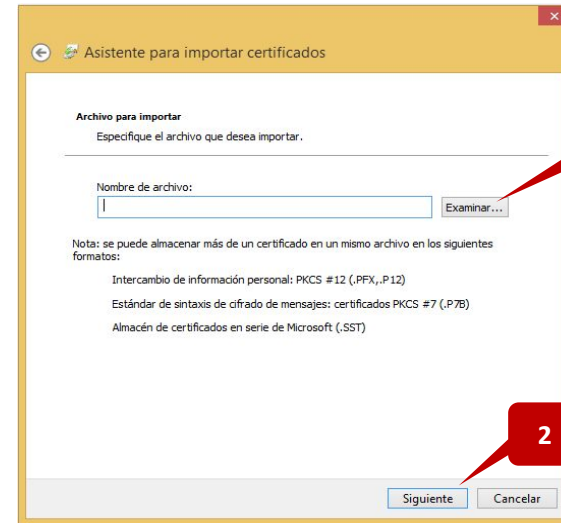 Asistente para importar certificados
Archivo para importar
Especifique el archivo que desea importar.
Nombre de archivo:
Examinar...
Nota: se puede almacenar más de un certificado en un mismo archivo en los siguientes
formatos:
Intercambio de información personal: PKCS #12 (.PFX,.P12)
Estándar de sintaxis de cifrado de mensajes: certificados PKCS #7 (.P7B)
Almacén de certificados en serie de Microsoft (.SST)
2
Siguiente
Cancelar